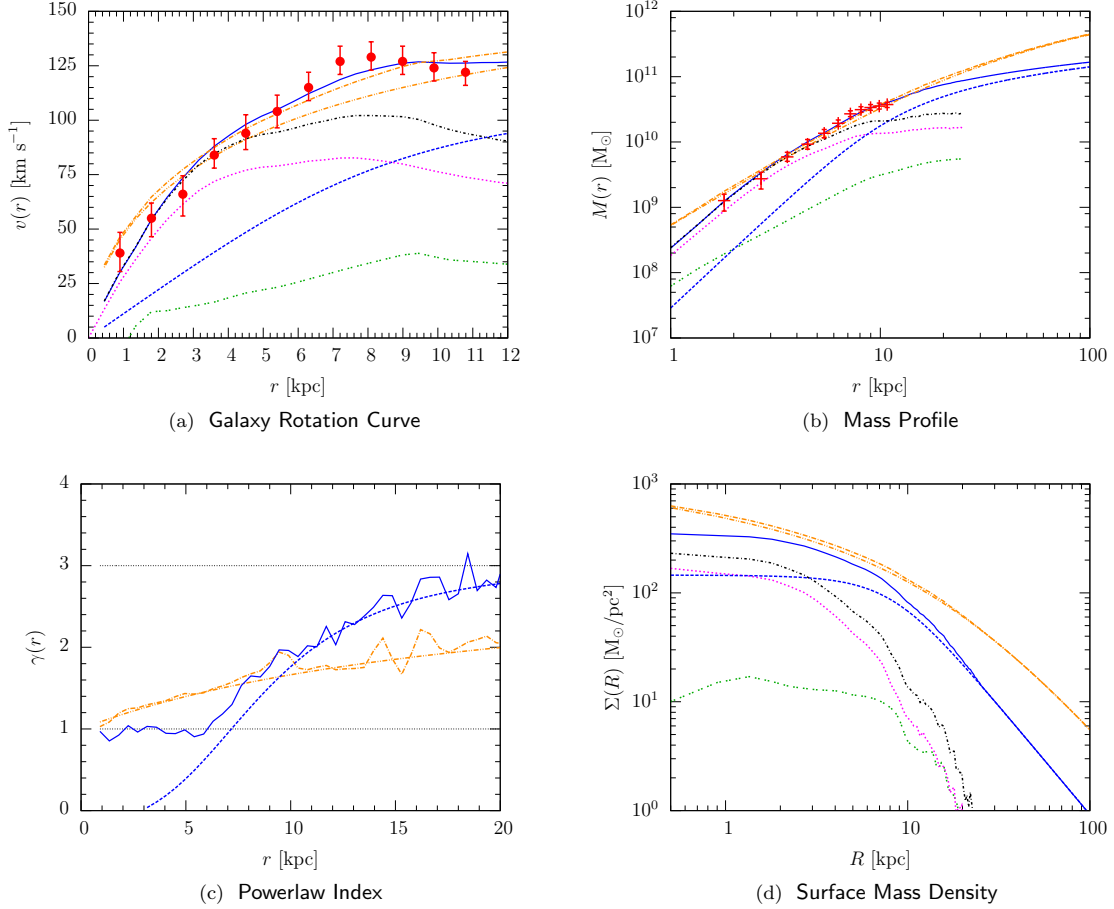 150
125
100
75
50
25
0
v(r) [km s⁻¹]
0 1 2 3 4 5 6 7 8 9 10 11 12
r [kpc]
(a) Galaxy Rotation Curve
10¹²
10¹¹
10¹⁰
10⁹
10⁸
10⁷
M(r) [M⊙]
1 10 100
r [kpc]
(b) Mass Profile
4
3
2
1
0
γ(r)
0 5 10 15 20
r [kpc]
(c) Powerlaw Index
10³
10²
10¹
10⁰
Σ(R) [M⊙/pc²]
1 10 100
R [kpc]
(d) Surface Mass Density